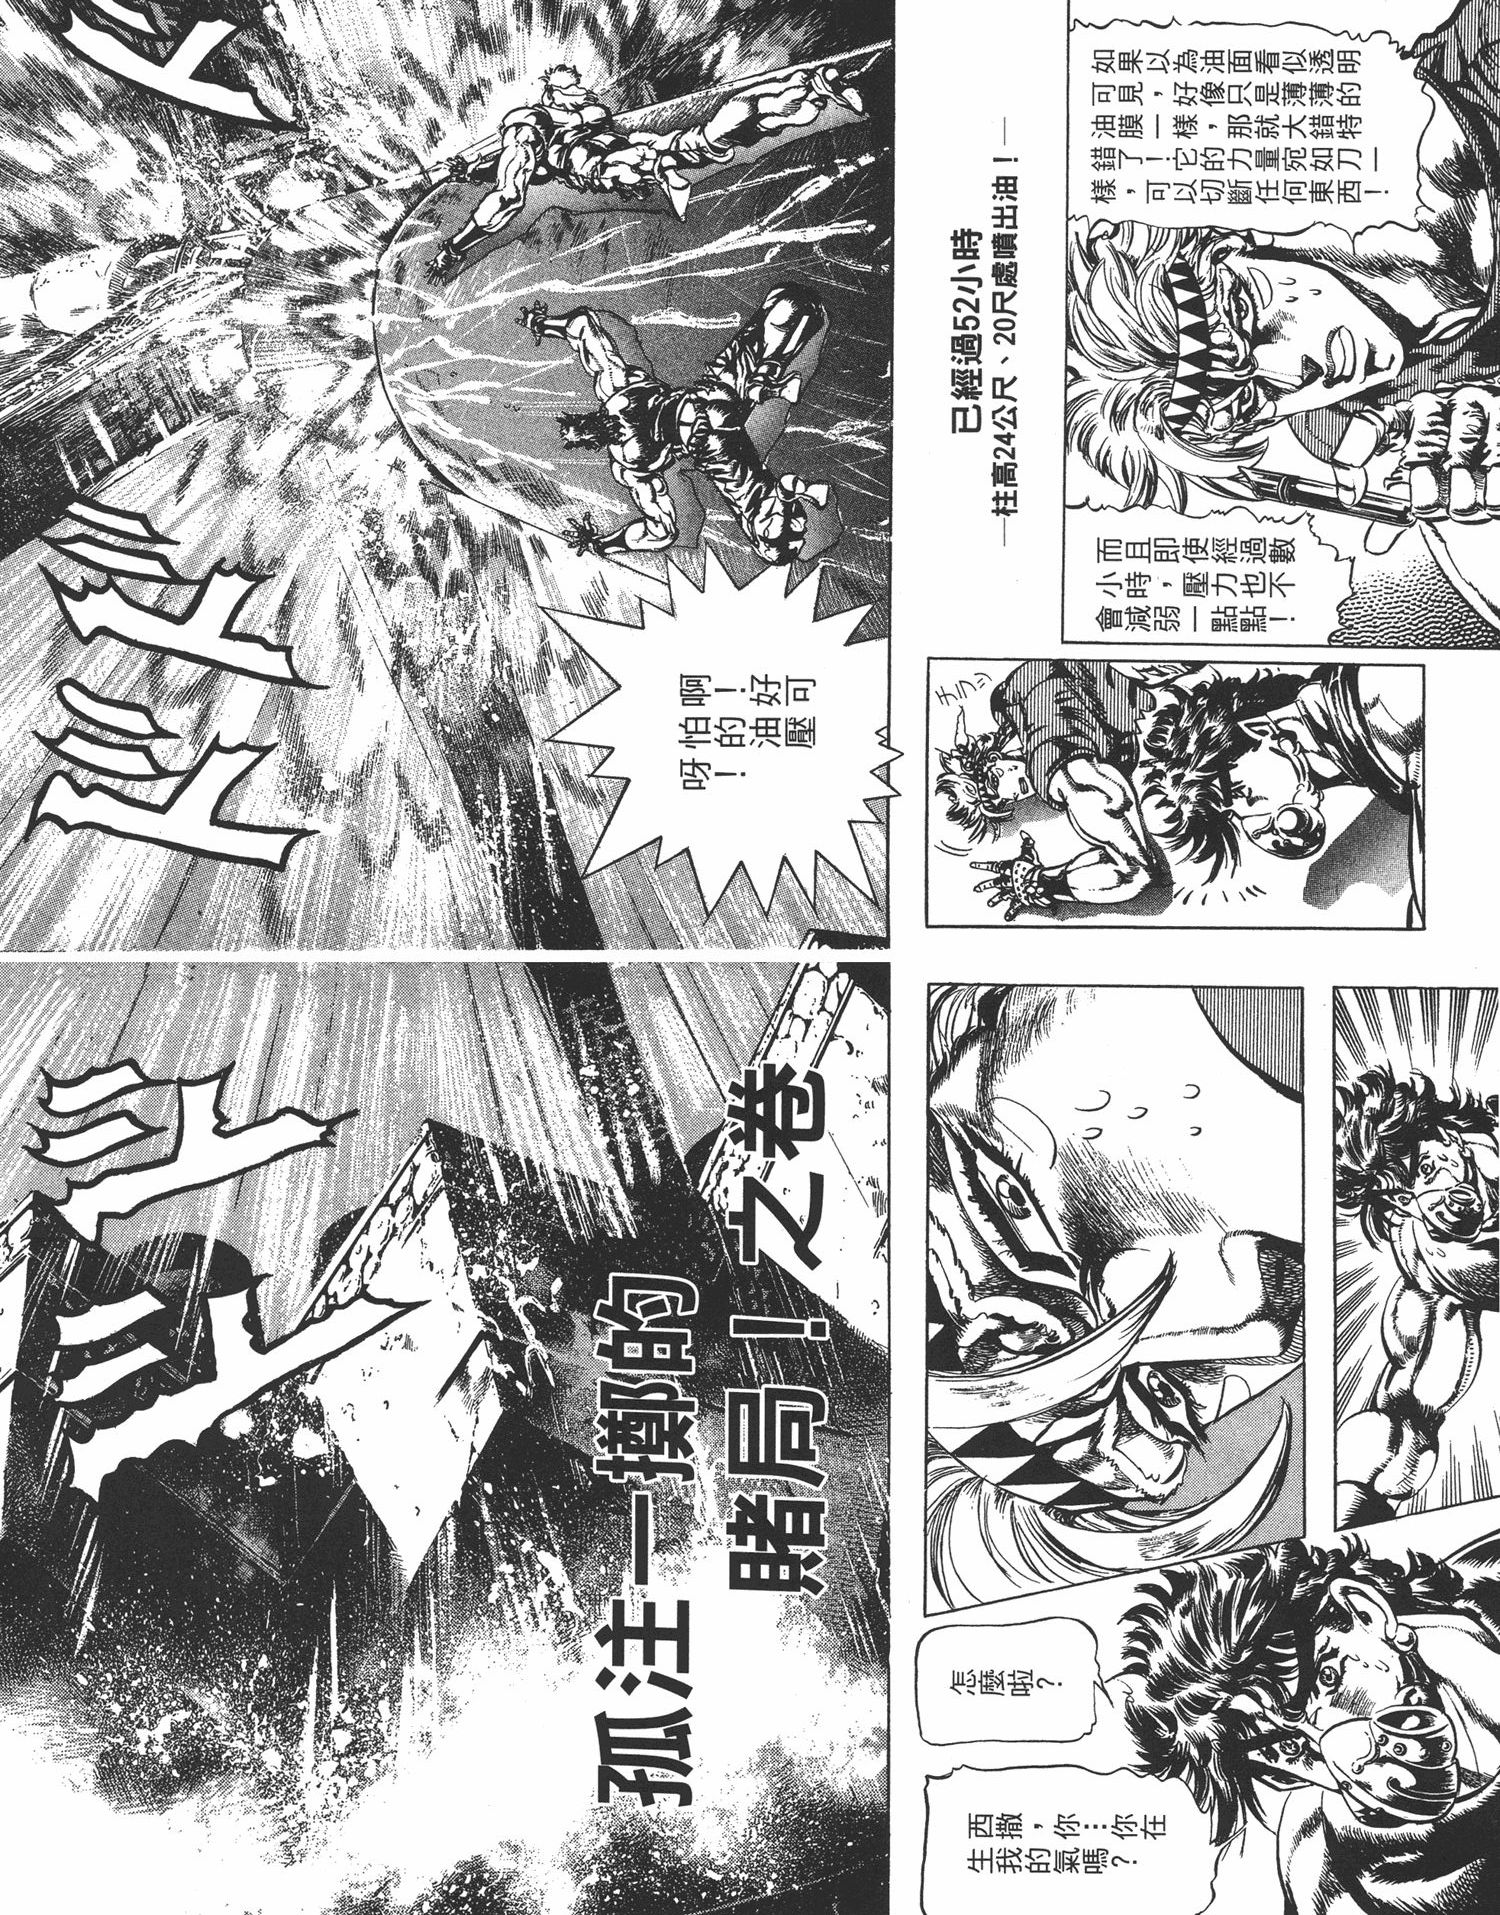 啊！好可
怕的油壓
呀！
孤注一擲的
賭局！之卷
已經過52小時
─柱高24公尺、20尺處噴出油！─
如果以為油面看似透明
可見，好像只是薄薄的
油膜一樣，那就大錯特
錯了！它的力量宛如刀一
樣，可以切斷任何東西！
而且即使經過數
小時，壓力也不
會減弱一點點！
チラッ
怎麼啦？
西撒，你…你在
生我的氣嗎？